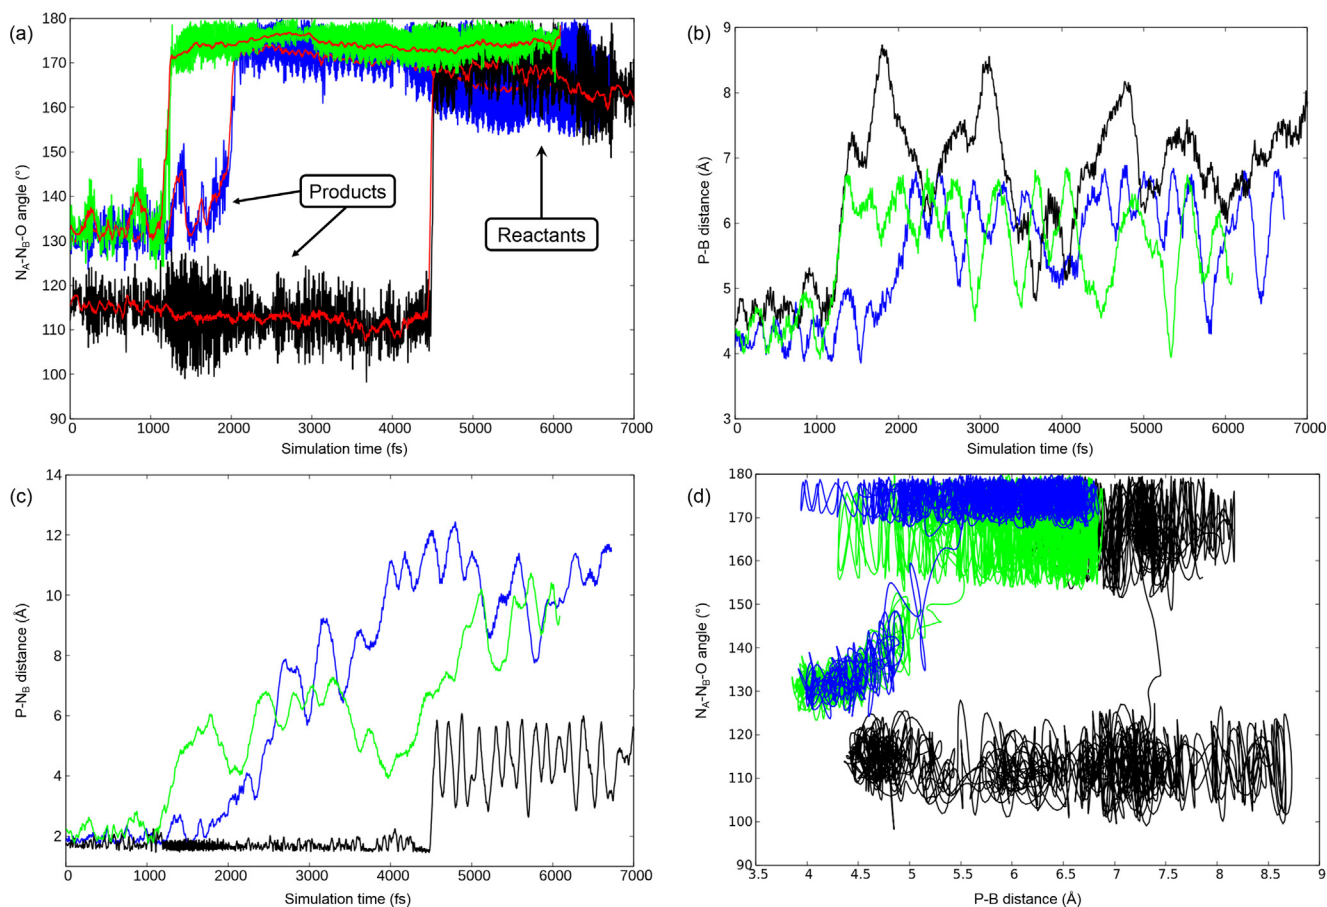 (a)
180
170
160
150
140
130
120
110
100
90
N_A-N_B-O angle (°)
Products
Reactants
0 1000 2000 3000 4000 5000 6000 7000
Simulation time (fs)
(b)
9
8
7
6
5
4
3
P-B distance (Å)
0 1000 2000 3000 4000 5000 6000 7000
Simulation time (fs)
(c)
14
12
10
8
6
4
2
P-N_B distance (Å)
0 1000 2000 3000 4000 5000 6000 7000
Simulation time (fs)
(d)
180
170
160
150
140
130
120
110
100
90
N_A-N_B-O angle (°)
3.5 4 4.5 5 5.5 6 6.5 7 7.5 8 8.5 9
P-B distance (Å)